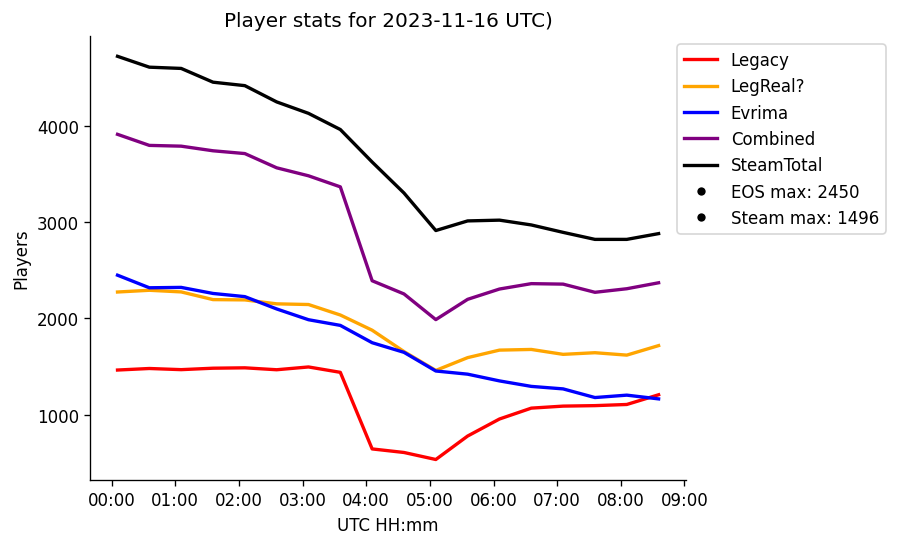 Player stats for 2023-11-16 UTC)
Players
4000
3000
2000
1000
00:00 01:00 02:00 03:00 04:00 05:00 06:00 07:00 08:00 09:00
UTC HH:mm
Legacy
LegReal?
Evrima
Combined
SteamTotal
EOS max: 2450
Steam max: 1496